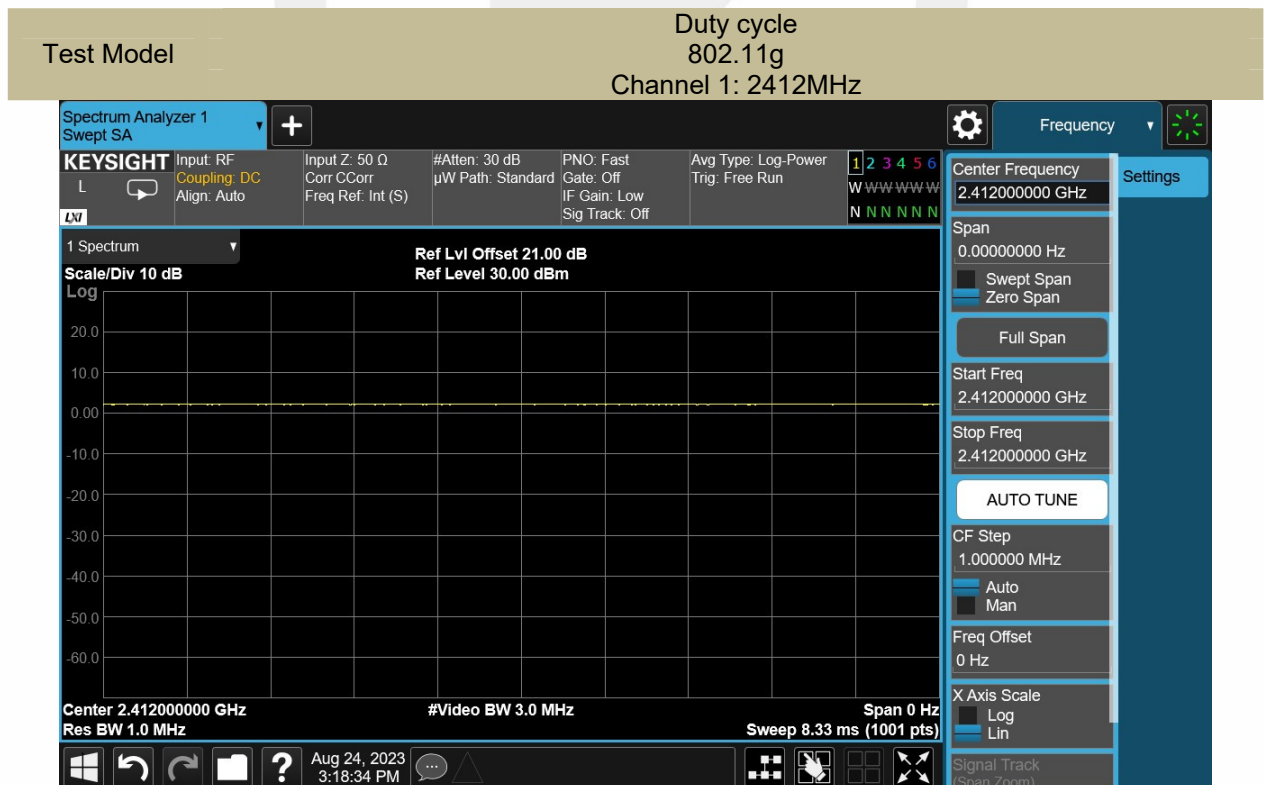 Test Model
Duty cycle
802.11g
Channel 1: 2412MHz
Spectrum Analyzer 1
Swept SA
Frequency
KEYSIGHT
L
LXI
Input: RF
Coupling: DC
Align: Auto
Input Z: 50 Ω
Corr CCorr
Freq Ref: Int (S)
#Atten: 30 dB
µW Path: Standard
PNO: Fast
Gate: Off
IF Gain: Low
Sig Track: Off
Avg Type: Log-Power
Trig: Free Run
1 2 3 4 5 6
W W W W W W
N N N N N N
Center Frequency
2.412000000 GHz
Settings
Span
0.00000000 Hz
Swept Span
Zero Span
Full Span
Start Freq
2.412000000 GHz
Stop Freq
2.412000000 GHz
AUTO TUNE
CF Step
1.000000 MHz
Auto
Man
Freq Offset
0 Hz
X Axis Scale
Log
Lin
Signal Track
(Span Zoom)
1 Spectrum
Scale/Div 10 dB
Ref Lvl Offset 21.00 dB
Ref Level 30.00 dBm
Log
20.0
10.0
0.00
-10.0
-20.0
-30.0
-40.0
-50.0
-60.0
Center 2.412000000 GHz
#Video BW 3.0 MHz
Span 0 Hz
Res BW 1.0 MHz
Sweep 8.33 ms (1001 pts)
?
Aug 24, 2023
3:18:34 PM